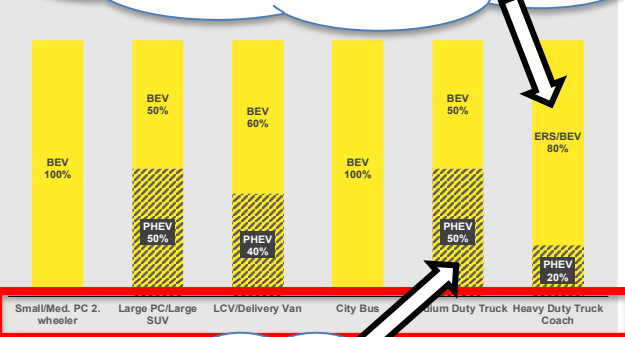 BEV
100%
BEV
50%
PHEV
50%
BEV
60%
PHEV
40%
BEV
100%
BEV
50%
PHEV
50%
ERS/BEV
80%
PHEV
20%
Small/Med. PC 2.
wheeler
Large PC/Large
SUV
LCV/Delivery Van
City Bus
Duty Truck
Heavy Duty Truck
Coach